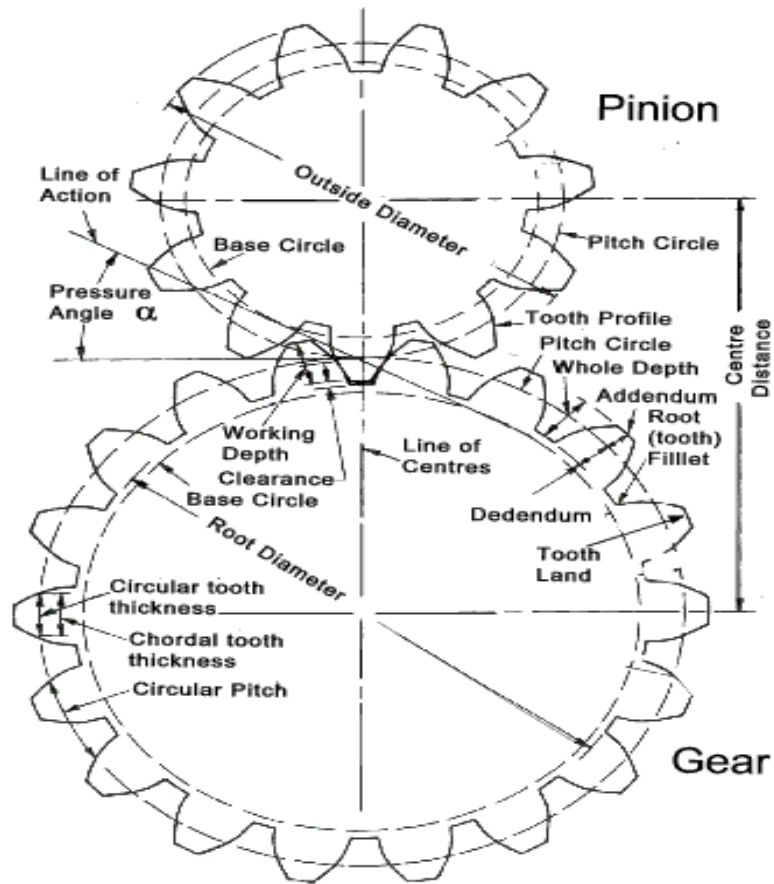 Pinion
Line of
Action
Outside Diameter
Base Circle
Pitch Circle
Pressure
Angle α
Tooth Profile
Pitch Circle
Whole Depth
Centre
Distance
Addendum
Root
(tooth)
Filllet
Working
Depth
Line of
Centres
Clearance
Base Circle
Root Diameter
Dedendum
Tooth
Land
Circular tooth
thickness
Chordal tooth
thickness
Circular Pitch
Gear